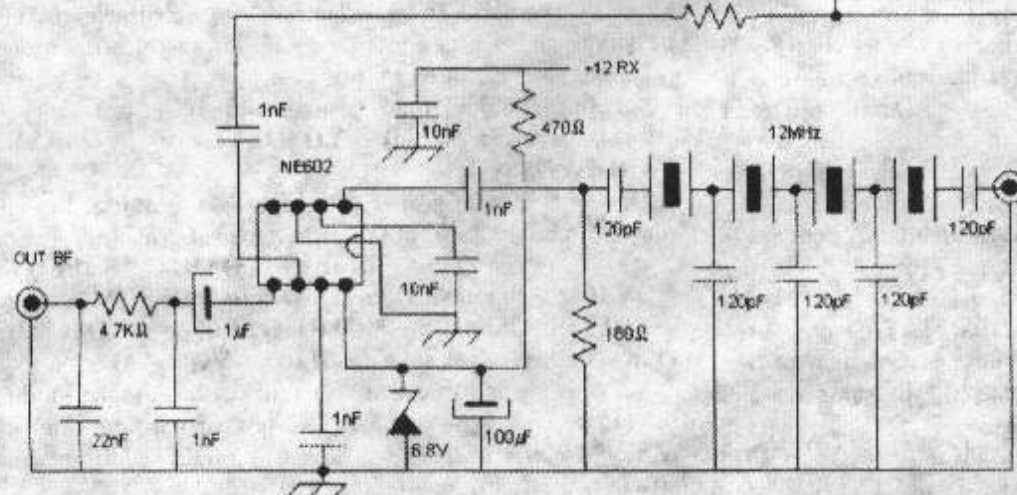 +12 RX
1nF
10nF
470Ω
12MHz
NE602
1nF
120pF
120pF
OUT BF
10nF
120pF
120pF
120pF
4.7KΩ
1µF
180Ω
22nF
1nF
1nF
6.8V
100µF